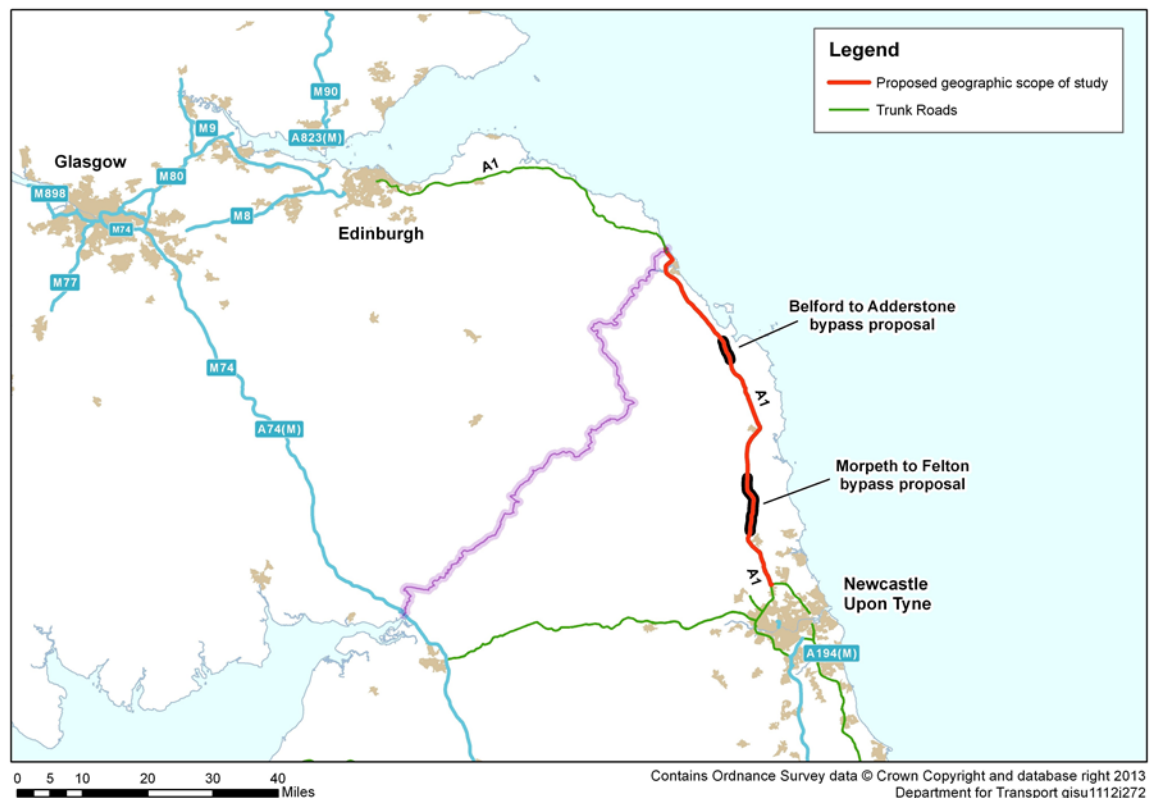 Legend
Proposed geographic scope of study
Trunk Roads
M90
M9
A823(M)
Glasgow
M80
A1
M898
M8
M74
Edinburgh
M77
Belford to Adderstone
bypass proposal
M74
A1
A74(M)
Morpeth to Felton
bypass proposal
A1
Newcastle
Upon Tyne
A194(M)
0 5 10 20 30 40
Miles
Contains Ordnance Survey data © Crown Copyright and database right 2013
Department for Transport gisu1112j272